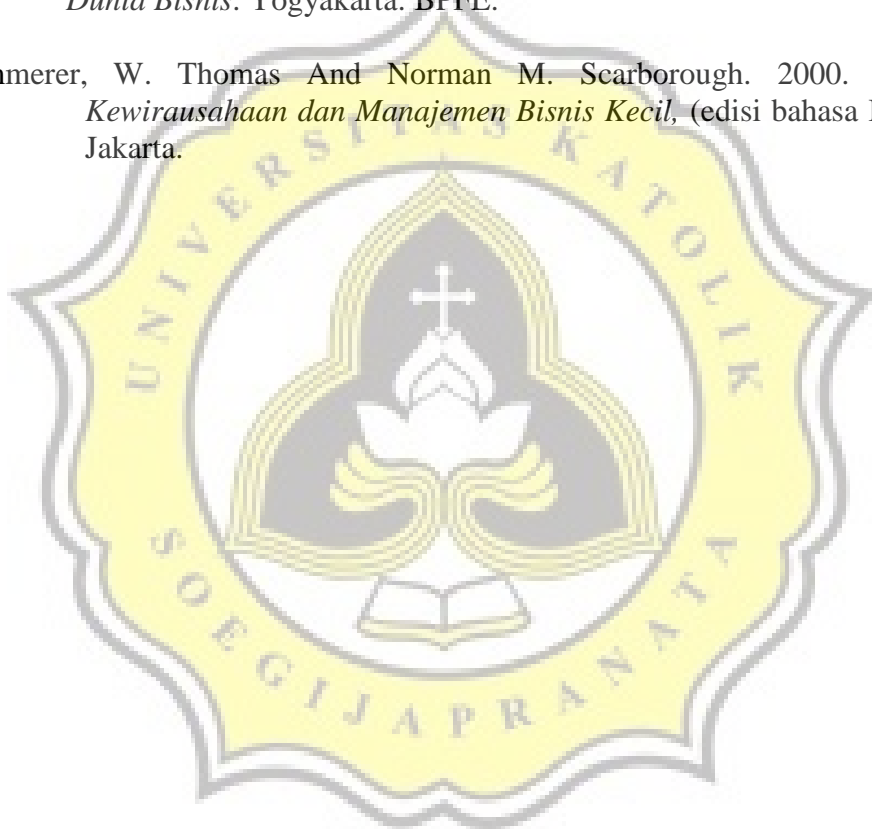 Dunia Bisnis. Yogyakarta. BPFE.
mmerer, W. Thomas And Norman M. Scarborough. 2000.
Kewirausahaan dan Manajemen Bisnis Kecil, (edisi bahasa
Jakarta.
UNIVERSITAS KATOLIK
SOEGIJAPRANATA